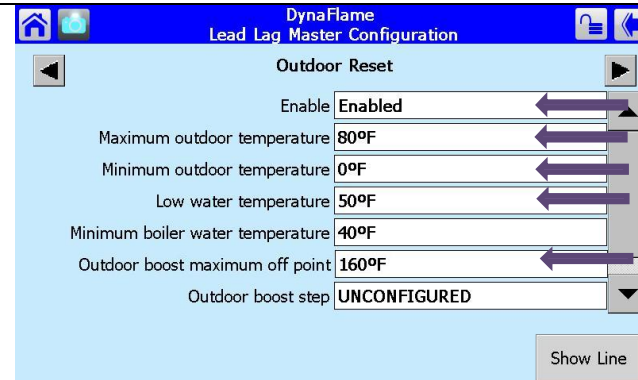 DynaFlame
Lead Lag Master Configuration
Outdoor Reset
Enable Enabled
Maximum outdoor temperature 80ºF
Minimum outdoor temperature 0ºF
Low water temperature 50ºF
Minimum boiler water temperature 40ºF
Outdoor boost maximum off point 160ºF
Outdoor boost step UNCONFIGURED
Show Line